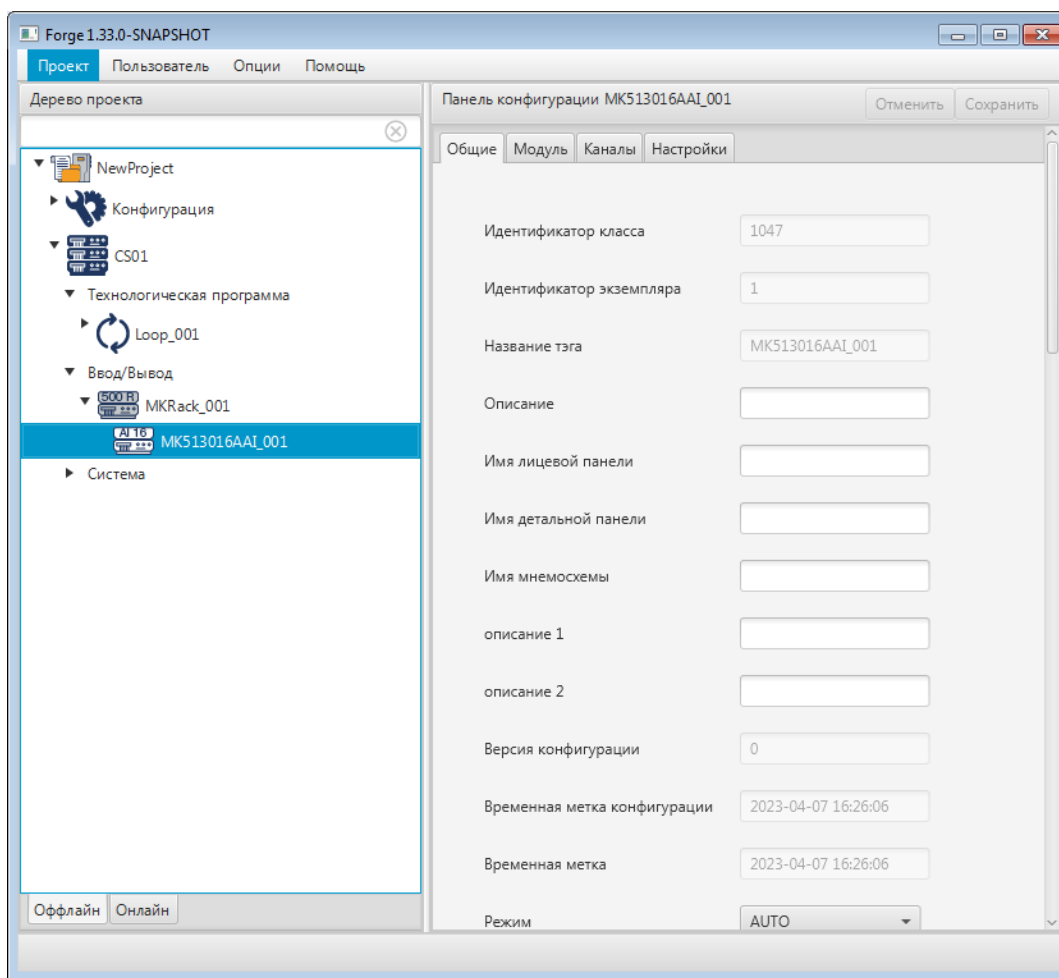 Forge 1.33.0-SNAPSHOT
Проект Пользователь Опции Помощь
Дерево проекта
NewProject
Конфигурация
CS01
Технологическая программа
Loop_001
Ввод/Вывод
500 R
MKRack_001
AI 16
MK513016AAI_001
Система
Оффлайн Онлайн
Панель конфигурации MK513016AAI_001
Отменить Сохранить
Общие Модуль Каналы Настройки
Идентификатор класса 1047
Идентификатор экземпляра 1
Название тэга MK513016AAI_001
Описание
Имя лицевой панели
Имя детальной панели
Имя мнемосхемы
описание 1
описание 2
Версия конфигурации 0
Временная метка конфигурации 2023-04-07 16:26:06
Временная метка 2023-04-07 16:26:06
Режим AUTO